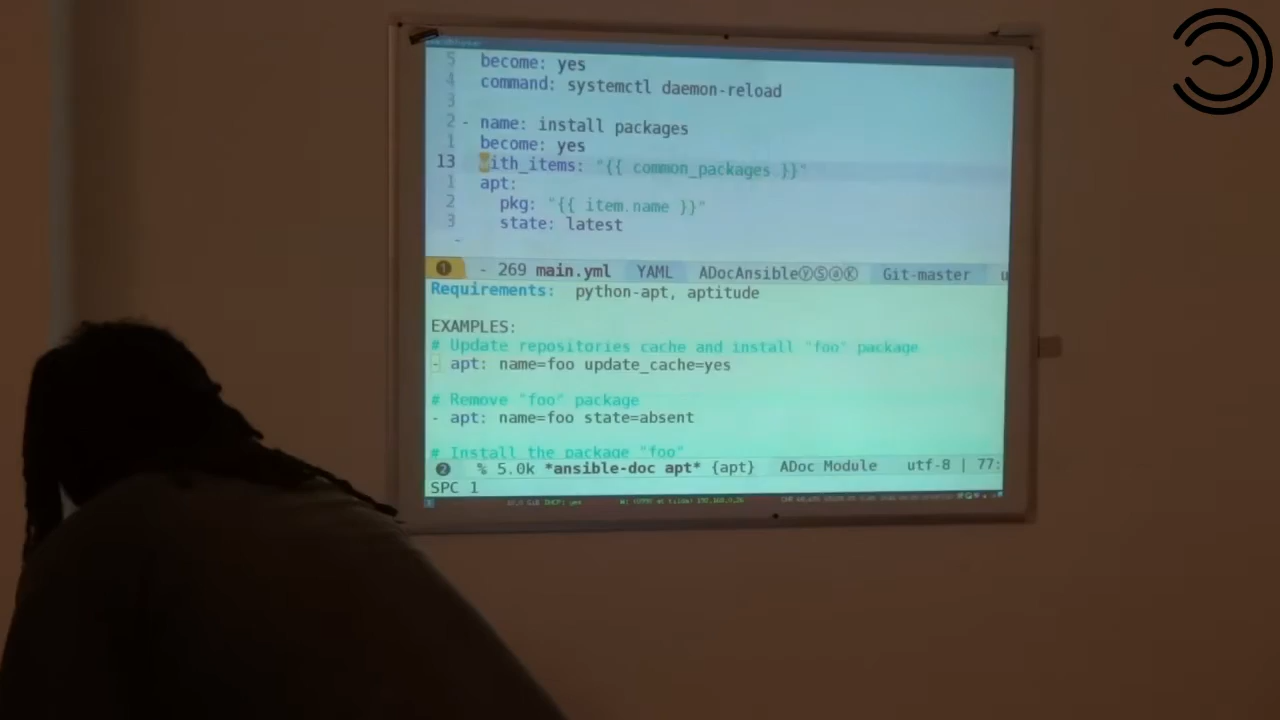 5 become: yes
4 command: systemctl daemon-reload
3
2 - name: install packages
1 become: yes
13 with_items: "{{ common_packages }}"
1 apt:
2 pkg: "{{ item.name }}"
3 state: latest
❶ - 269 main.yml YAML ADocAnsibleⓨⓈⓐⓀ Git-master u
Requirements: python-apt, aptitude
EXAMPLES:
# Update repositories cache and install "foo" package
- apt: name=foo update_cache=yes
# Remove "foo" package
- apt: name=foo state=absent
# Install the package "foo"
❷ % 5.0k *ansible-doc apt* {apt} ADoc Module utf-8 | 77:
SPC 1